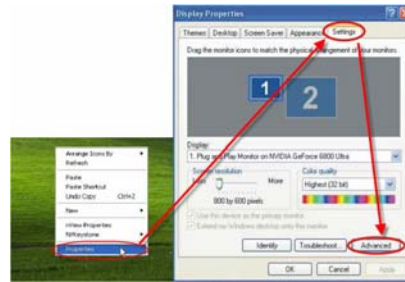 Arrange Icons By
Refresh
Paste
Paste Shortcut
Undo Copy Ctrl+Z
New
nView Properties
NVKeystone
Properties
Display Properties
Themes Desktop Screen Saver Appearance Settings
Drag the monitor icons to match the physical arrangement of your monitors.
1 2
Display:
1. Plug and Play Monitor on NVIDIA GeForce 6800 Ultra
Screen resolution
Less More
800 by 600 pixels
Color quality
Highest (32 bit)
Use this device as the primary monitor.
Extend my Windows desktop onto this monitor.
Identify Troubleshoot... Advanced
OK Cancel Apply